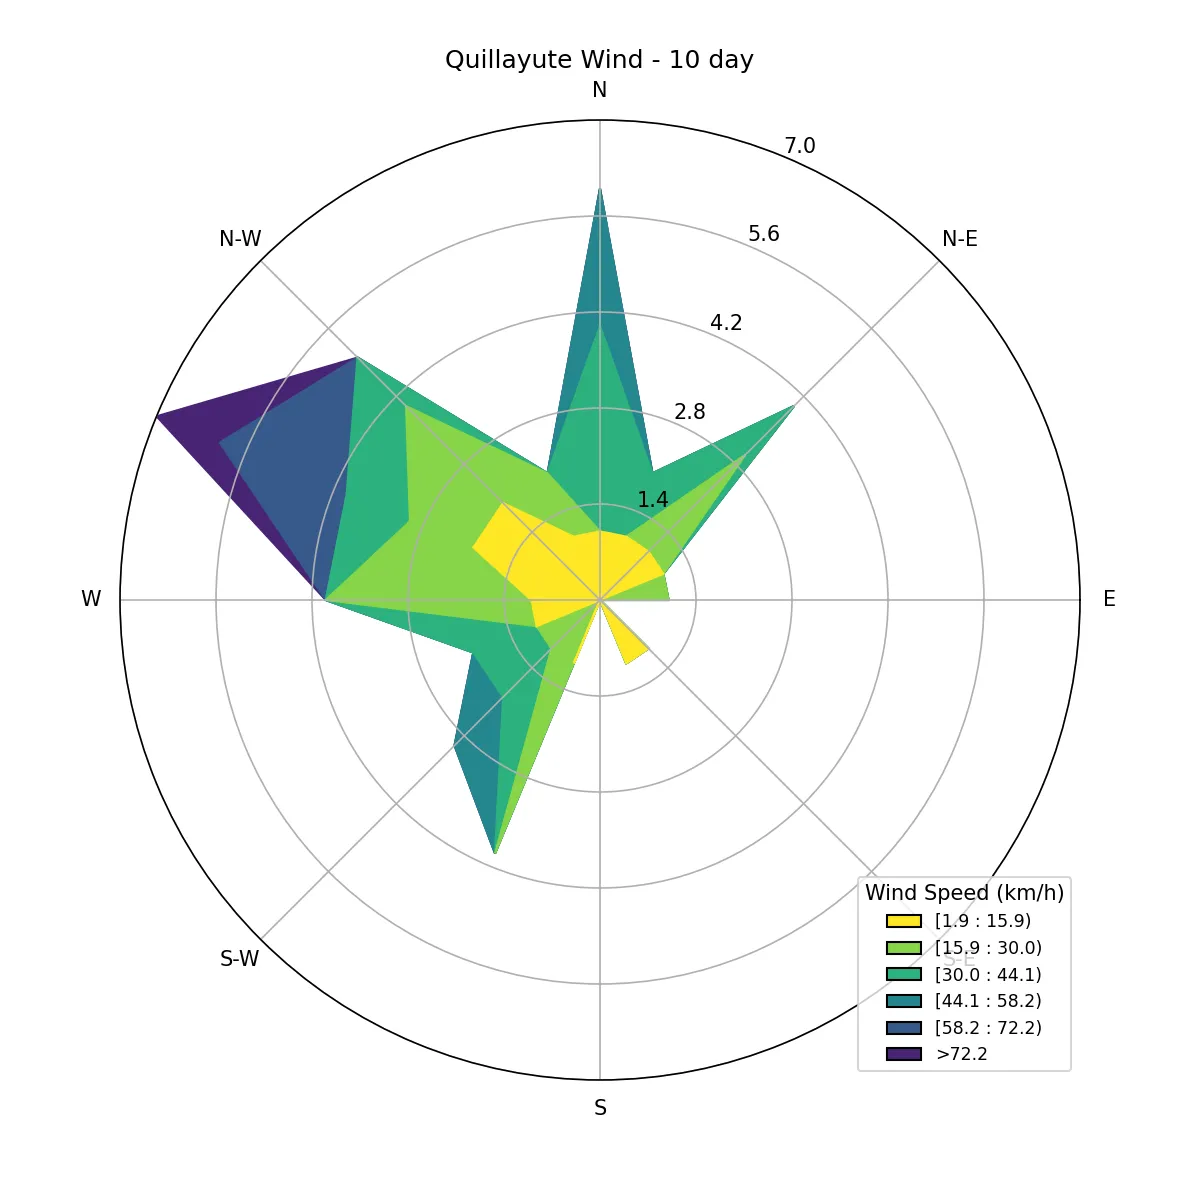 Quillayute Wind - 10 day
N
7.0
5.6
N-W
N-E
4.2
2.8
1.4
W
E
Wind Speed (km/h)
[1.9 : 15.9)
[15.9 : 30.0)
S-W
S-E
[30.0 : 44.1)
[44.1 : 58.2)
[58.2 : 72.2)
>72.2
S